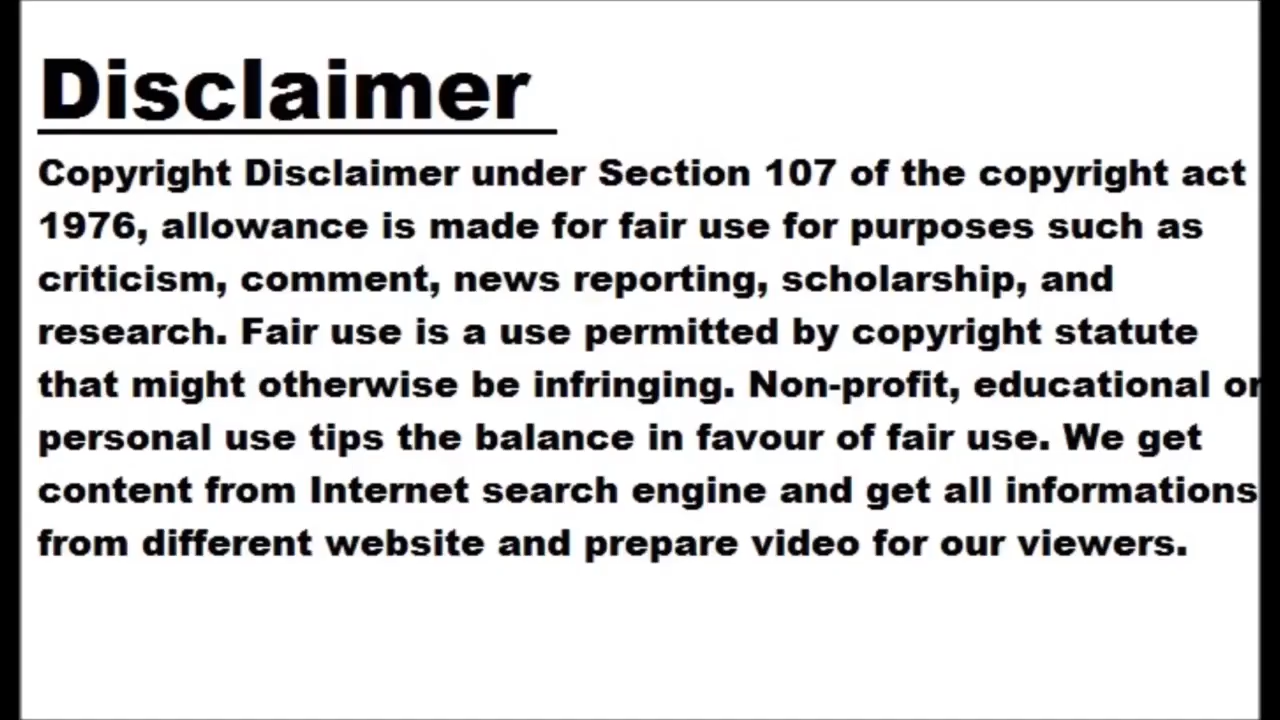 Disclaimer
Copyright Disclaimer under Section 107 of the copyright act
1976, allowance is made for fair use for purposes such as
criticism, comment, news reporting, scholarship, and
research. Fair use is a use permitted by copyright statute
that might otherwise be infringing. Non-profit, educational or
personal use tips the balance in favour of fair use. We get
content from Internet search engine and get all informations
from different website and prepare video for our viewers.